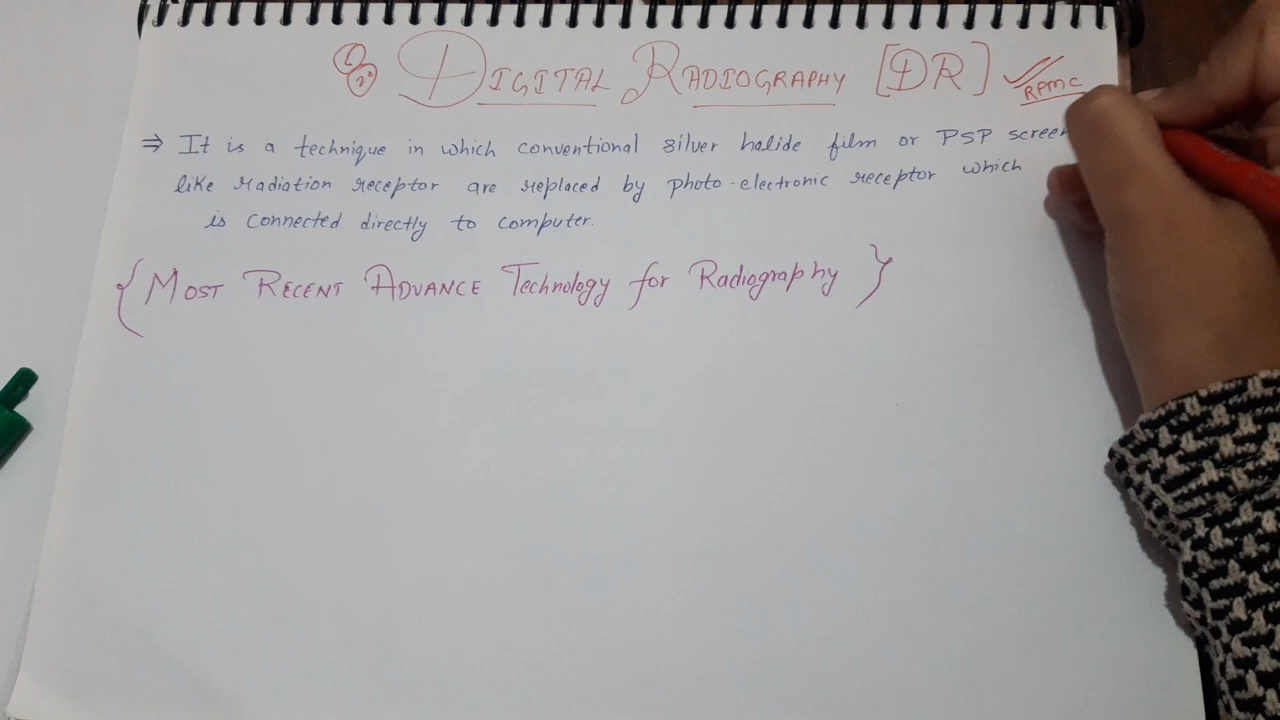 DIGITAL RADIOGRAPHY [DR]
RPMC
⇒ It is a technique in which conventional silver halide film or PSP screen
like radiation receptor are replaced by photo-electronic receptor which
is connected directly to computer.
{ MOST RECENT ADVANCE Technology for Radiography }